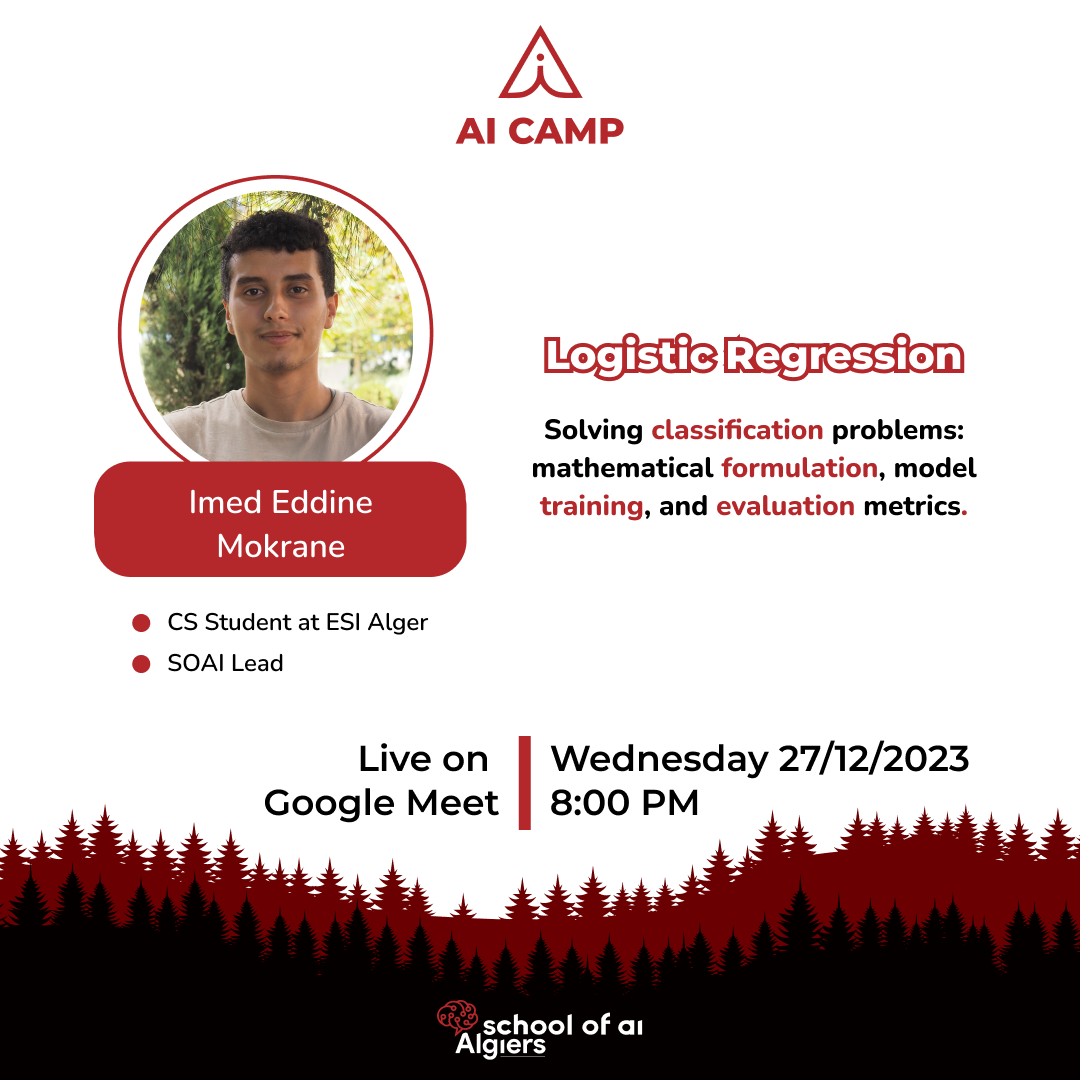 AI CAMP
Imed Eddine
Mokrane
CS Student at ESI Alger
SOAI Lead
Logistic Regression
Solving classification problems:
mathematical formulation, model
training, and evaluation metrics.
Live on
Google Meet
Wednesday 27/12/2023
8:00 PM
school of ai
Algiers